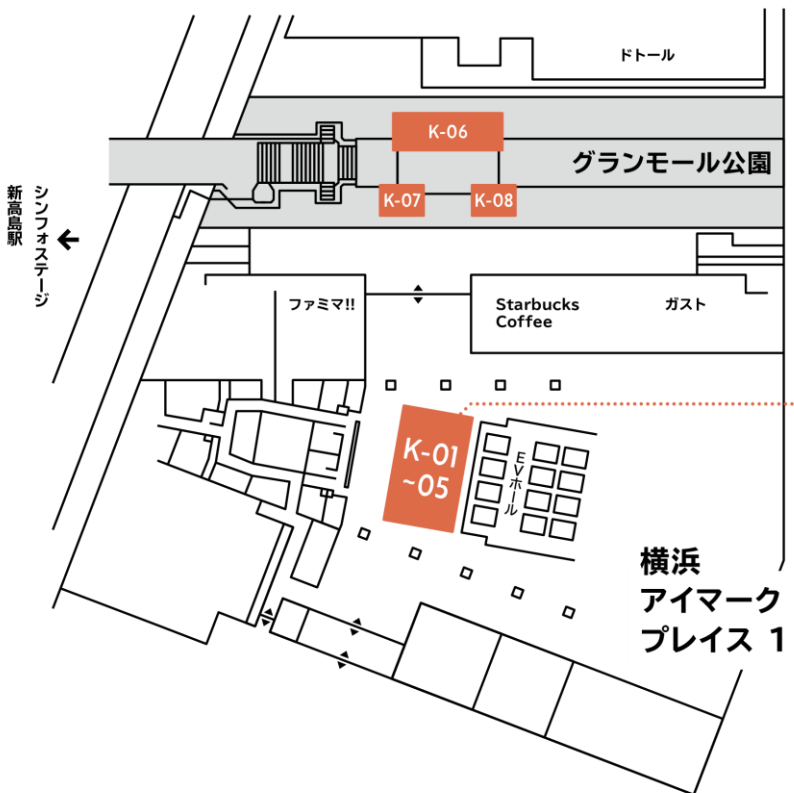 ドトール
K-06
グランモール公園
K-07
K-08
シンフォステージ
新高島駅
ファミマ!!
Starbucks
Coffee
ガスト
K-01
~05
EVホール
横浜
アイマーク
プレイス 1